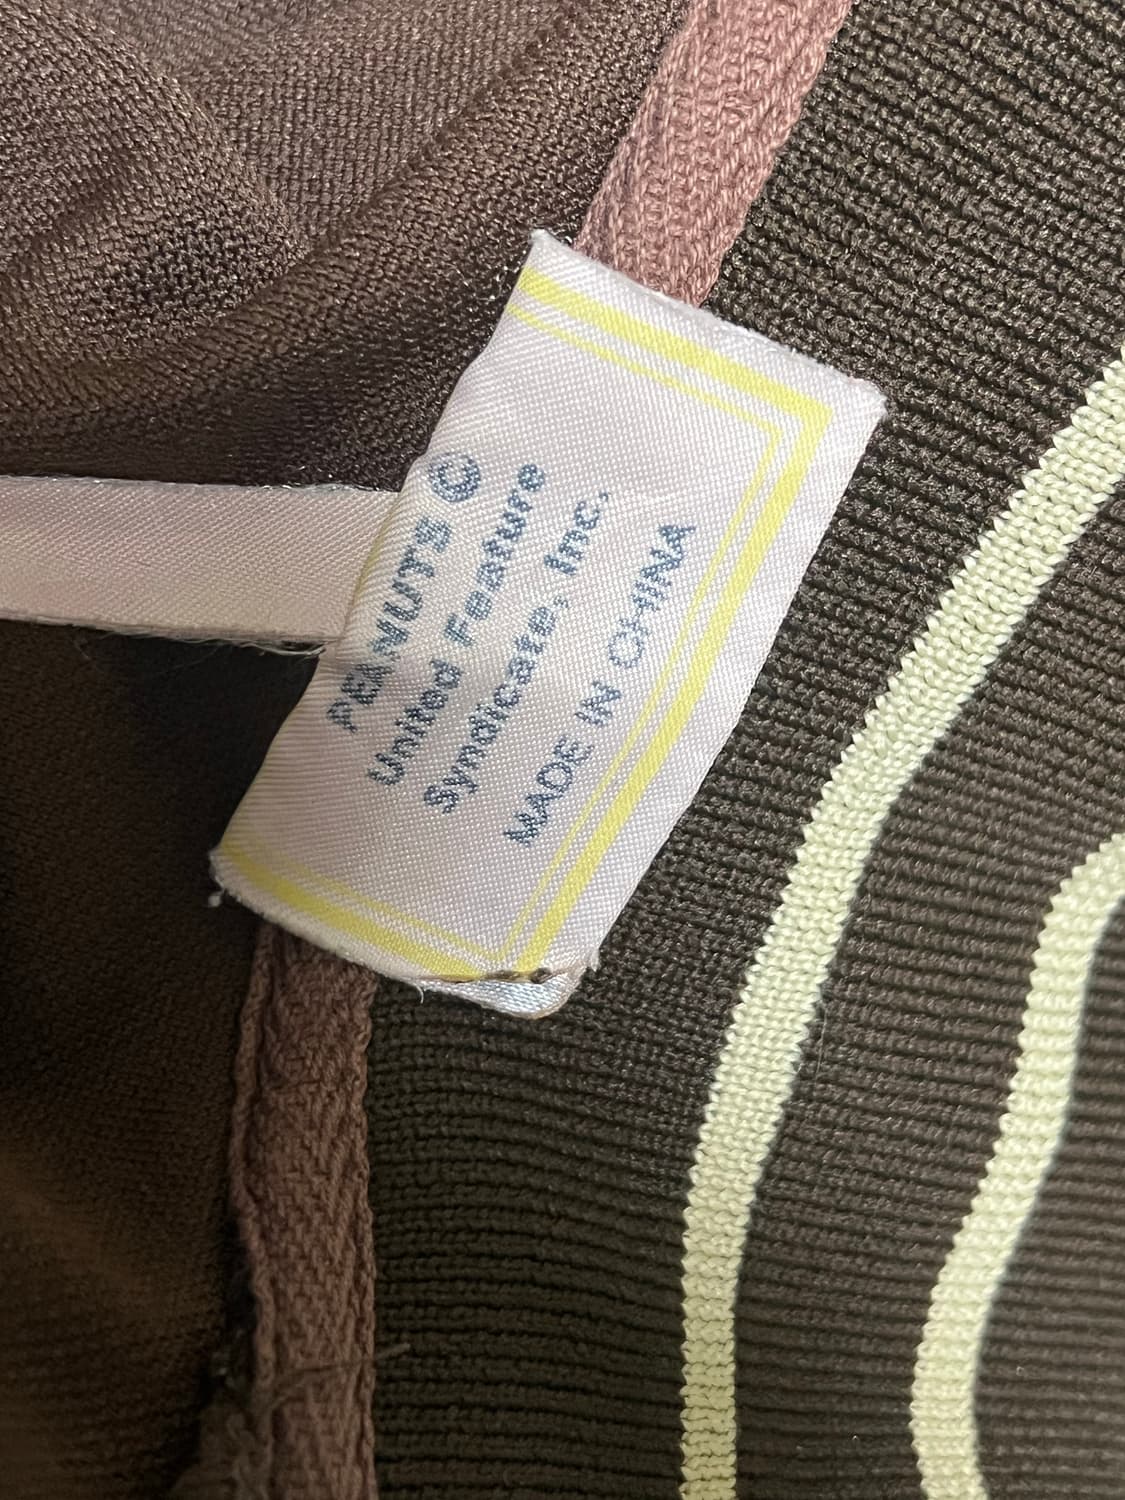 PEANUTS ©
United Feature
Syndicate, Inc.
MADE IN CHINA